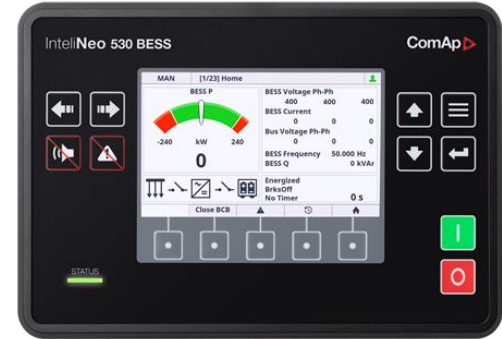 InteliNeo 530 BESS
ComAp
MAN [1/23] Home
BESS P
-240 kW 240
0
BESS Voltage Ph-Ph
400 400 400
BESS Current
0 0 0
Bus Voltage Ph-Ph
0 0 0
BESS Frequency 50.000 Hz
BESS Q 0 kVAr
Energized
BrksOff
No Timer 0 s
Close BCB
STATUS